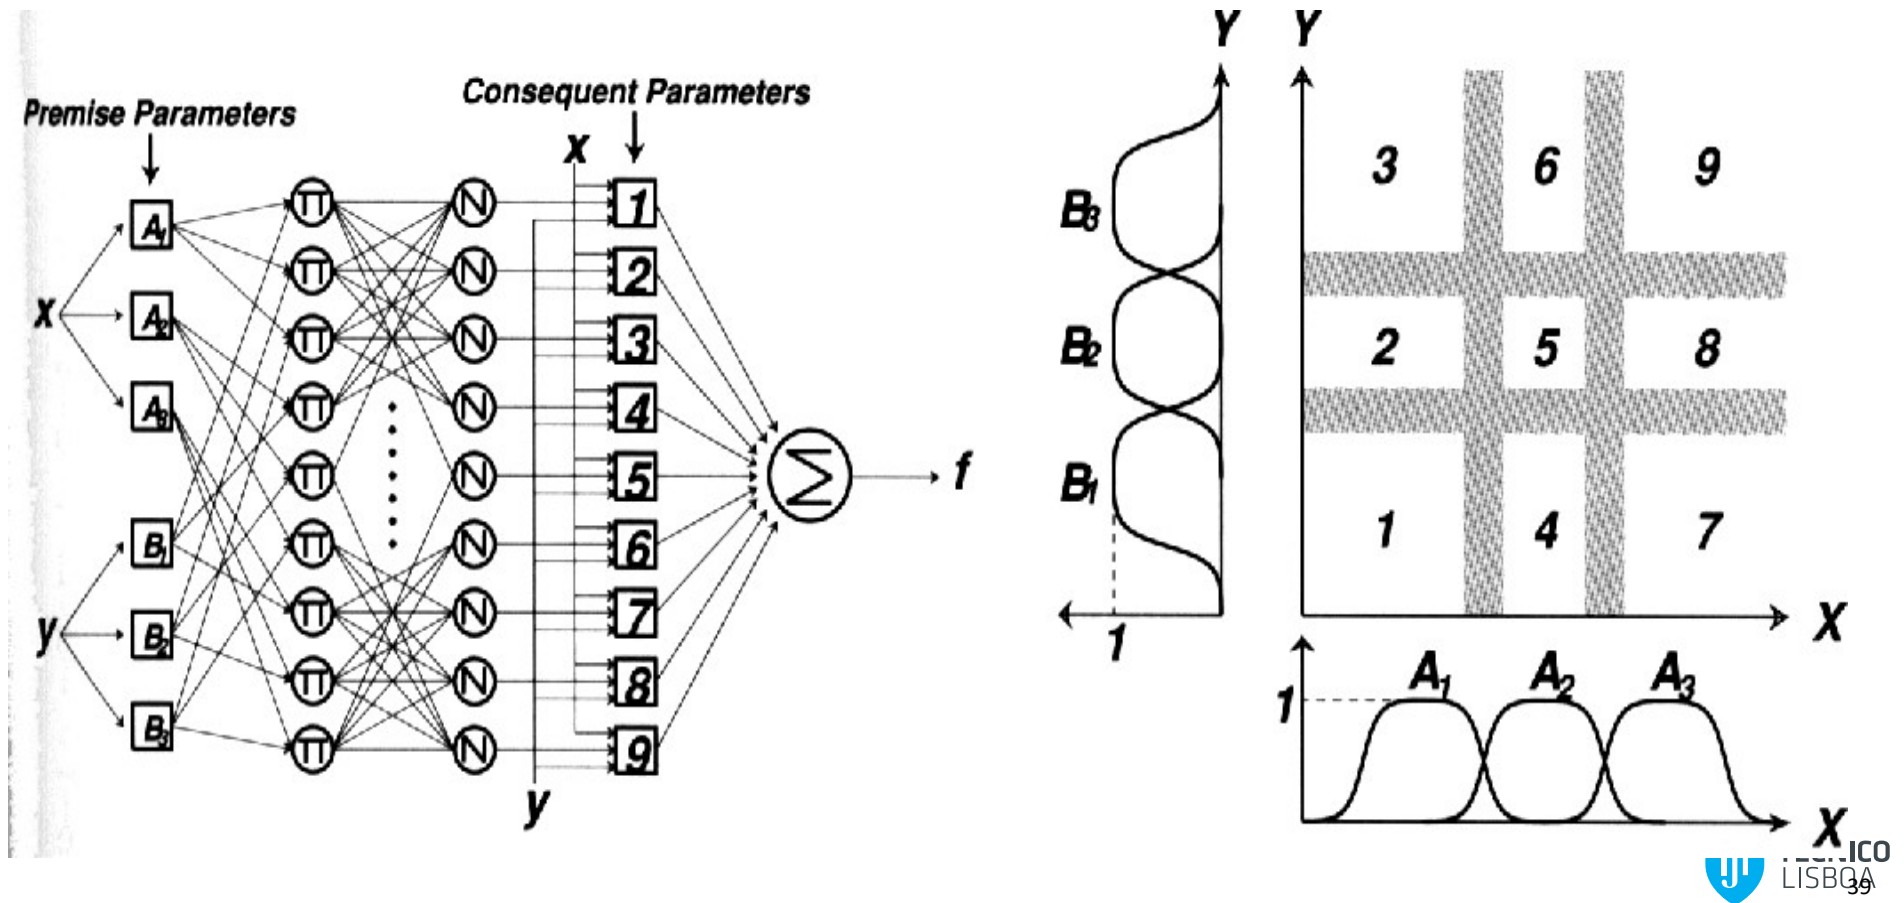 Premise Parameters
Consequent Parameters
x
A1
A2
A3
x
B1
B2
B3
y
Π
Π
Π
Π
Π
Π
Π
Π
Π
N
N
N
N
N
N
N
N
N
x
1
2
3
4
5
6
7
8
9
y
Σ
f
Y
B3
B2
B1
1
Y
3 6 9
2 5 8
1 4 7
X
A1 A2 A3
1
X
LISBOA
39